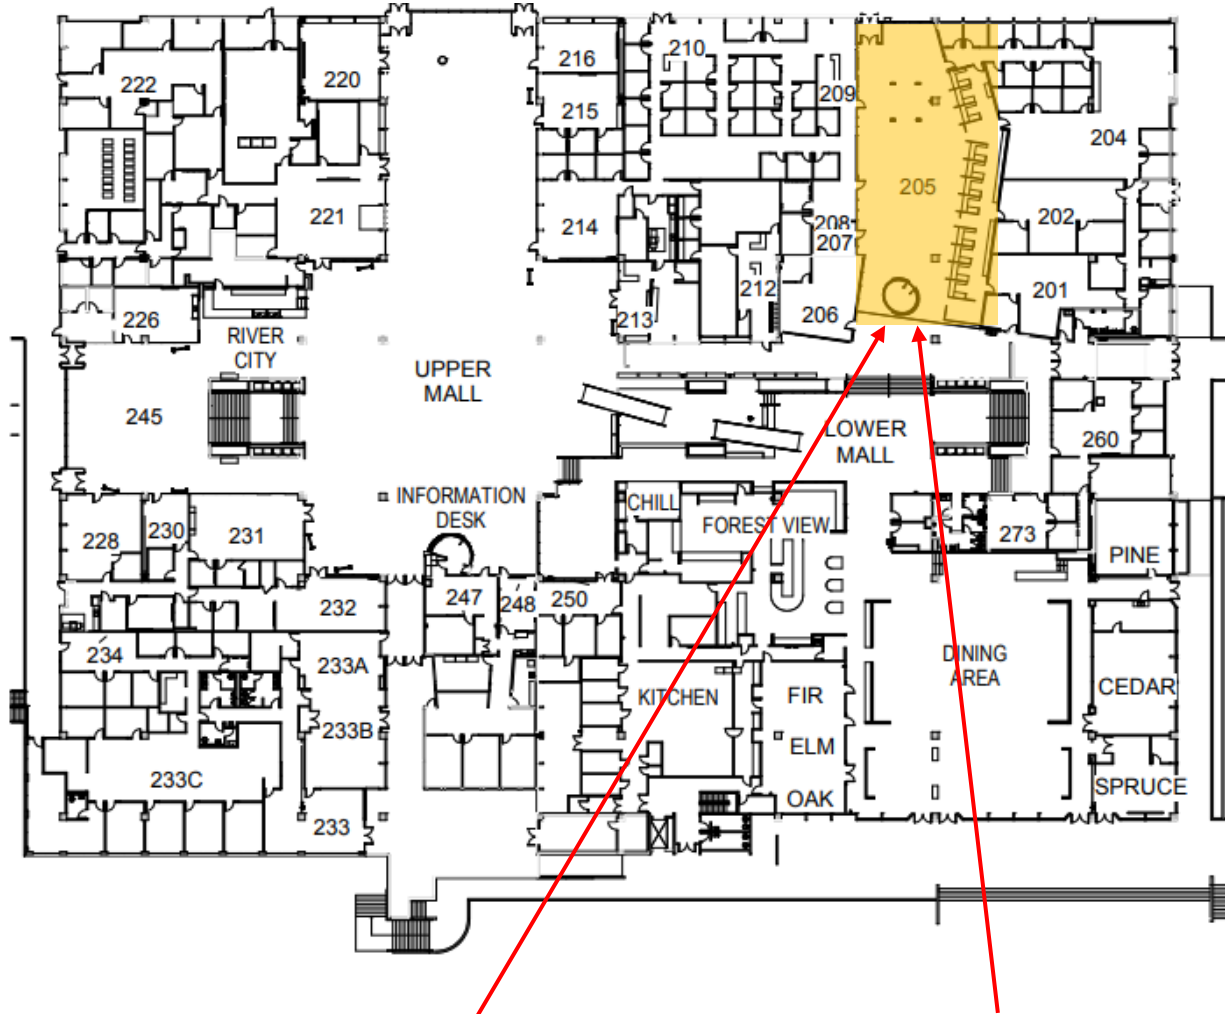 216
210
220
222
209
215
204
205
221
214
208
202
207
212
201
226
213
206
RIVER
CITY
UPPER
MALL
245
LOWER
MALL
260
INFORMATION
DESK
CHILL
FOREST VIEW
228
230
231
273
PINE
232
247
248
250
234
233A
DINING
AREA
KITCHEN
FIR
CEDAR
233B
ELM
233C
OAK
SPRUCE
233